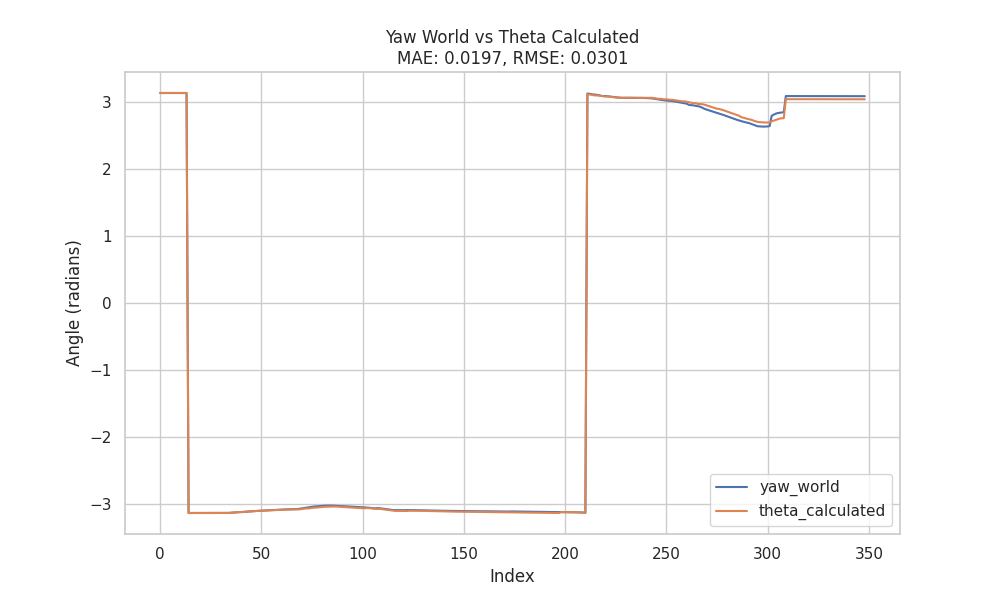 Yaw World vs Theta Calculated
MAE: 0.0197, RMSE: 0.0301
Angle (radians)
3
2
1
0
−1
−2
−3
0
50
100
150
200
250
300
350
Index
yaw_world
theta_calculated